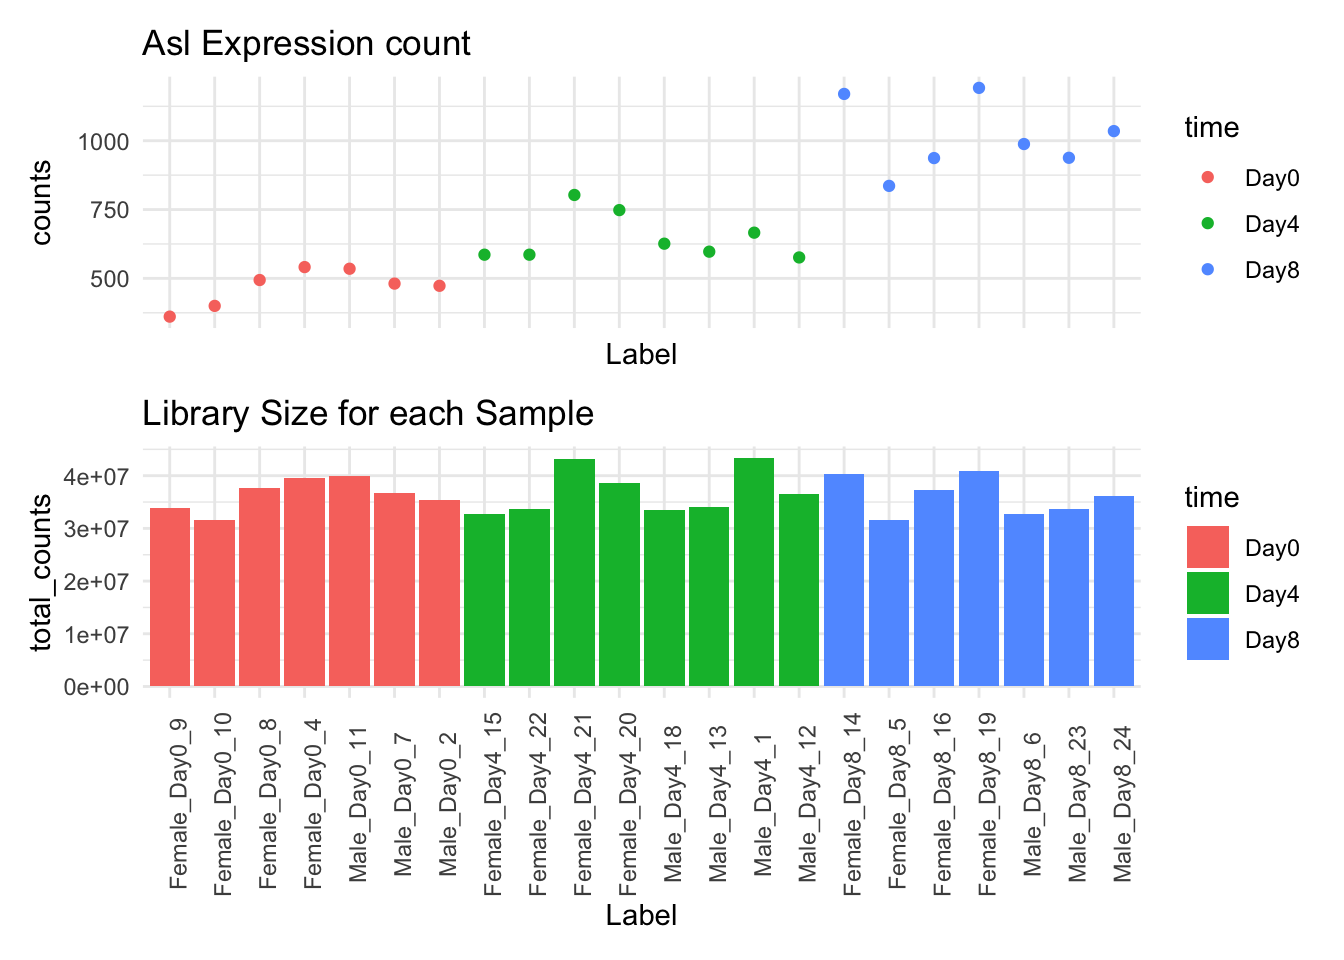 Asl Expression count
counts
1000
750
500
Label
time
Day0
Day4
Day8
Library Size for each Sample
total_counts
4e+07
3e+07
2e+07
1e+07
0e+00
Female_Day0_9
Female_Day0_10
Female_Day0_8
Female_Day0_4
Male_Day0_11
Male_Day0_7
Male_Day0_2
Female_Day4_15
Female_Day4_22
Female_Day4_21
Female_Day4_20
Male_Day4_18
Male_Day4_13
Male_Day4_1
Male_Day4_12
Female_Day8_14
Female_Day8_5
Female_Day8_16
Female_Day8_19
Male_Day8_6
Male_Day8_23
Male_Day8_24
Label
time
Day0
Day4
Day8